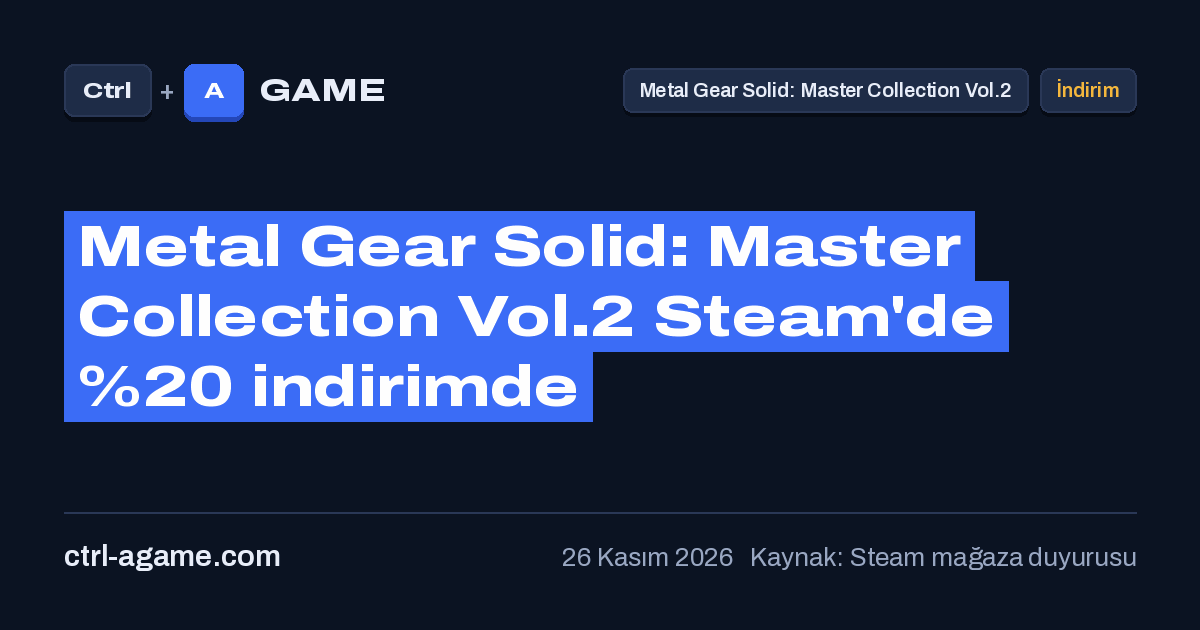 Ctrl + A GAME
Metal Gear Solid: Master Collection Vol.2
İndirim
Metal Gear Solid: Master
Collection Vol.2 Steam'de
%20 indirimde
ctrl-agame.com
26 Kasım 2026 Kaynak: Steam mağaza duyurusu